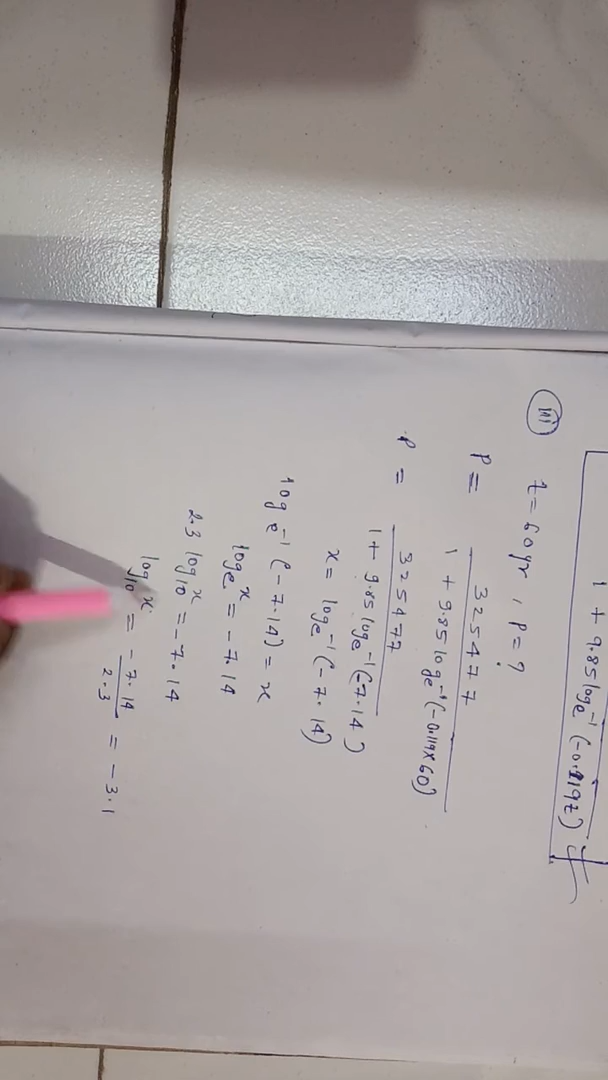 1 + 9.85 logₑ⁻¹ (-0.119t)
(iii) t = 60yr, P = ?
P = 325477 / 1 + 9.85 logₑ⁻¹ (-0.119×60)
P = 325477 / 1 + 9.85 logₑ⁻¹ (-7.14)
x = logₑ⁻¹ (-7.14)
logₑ⁻¹ (-7.14) = x
logₑ x = -7.14
2.3 log₁₀ x = -7.14
log₁₀ x = -7.14 / 2.3 = -3.1